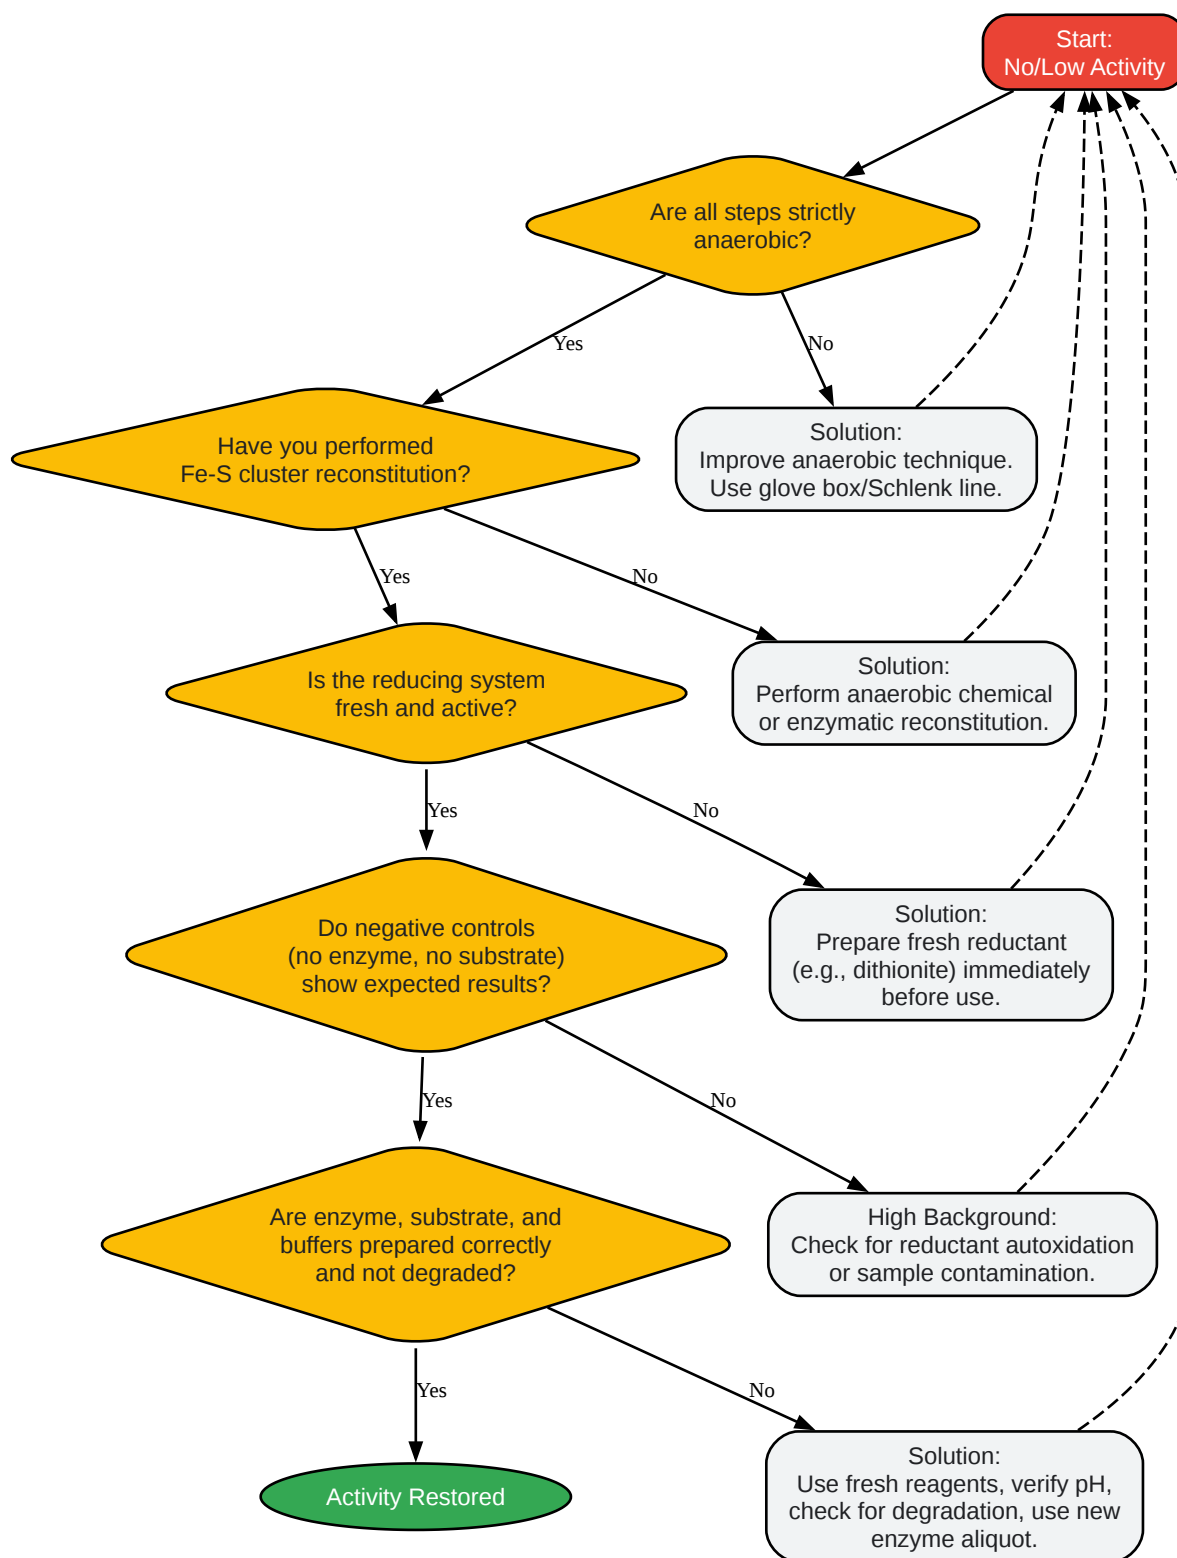 Start:
No/Low Activity
Are all steps strictly
anaerobic?
Yes
No
Have you performed
Fe-S cluster reconstitution?
Solution:
Improve anaerobic technique.
Use glove box/Schlenk line.
Yes
No
Is the reducing system
fresh and active?
Solution:
Perform anaerobic chemical
or enzymatic reconstitution.
Yes
No
Do negative controls
(no enzyme, no substrate)
show expected results?
Solution:
Prepare fresh reductant
(e.g., dithionite) immediately
before use.
Yes
No
Are enzyme, substrate, and
buffers prepared correctly
and not degraded?
High Background:
Check for reductant autoxidation
or sample contamination.
Yes
No
Activity Restored
Solution:
Use fresh reagents, verify pH,
check for degradation, use new
enzyme aliquot.